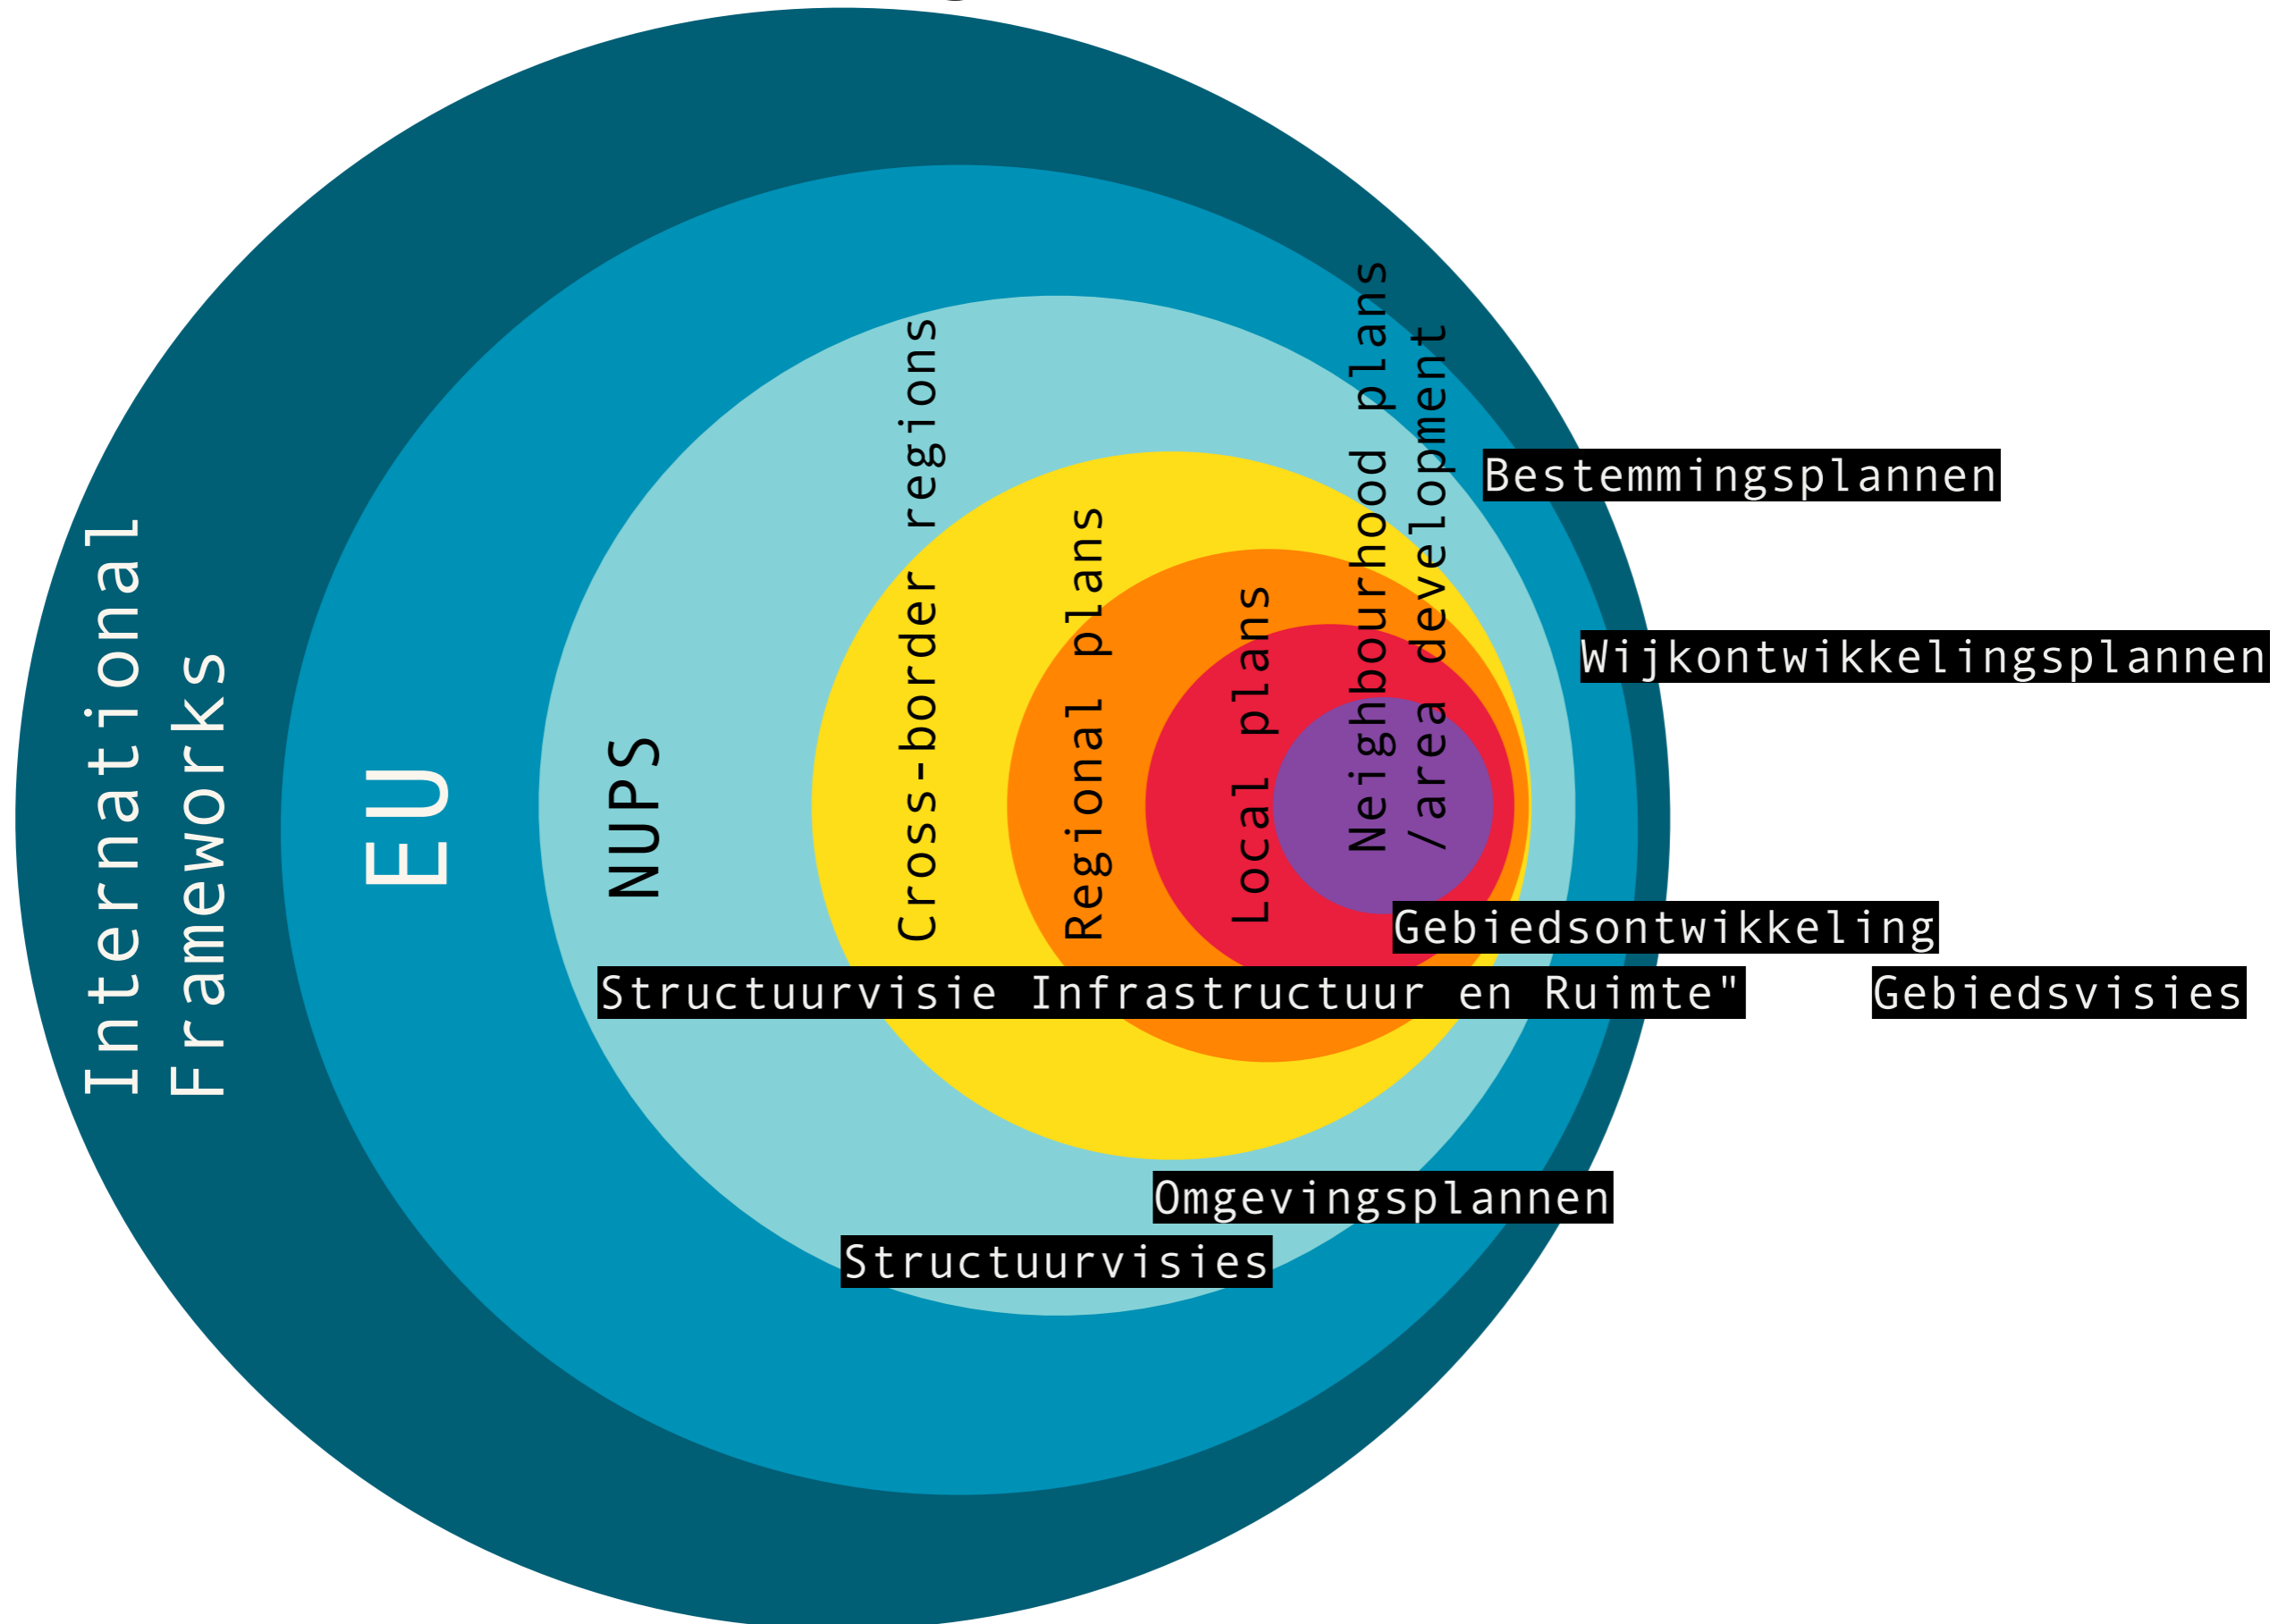 International
Frameworks
EU
NUPS
Cross-border regions
Regional plans
Local plans
Neighbourhood plans
/area development
Bestemmingsplannen
Wijkontwikkelingsplannen
Gebiedsontwikkeling
Structuurvisie Infrastructuur en Ruimte"
Gebiedsvisies
Omgevingsplannen
Structuurvisies